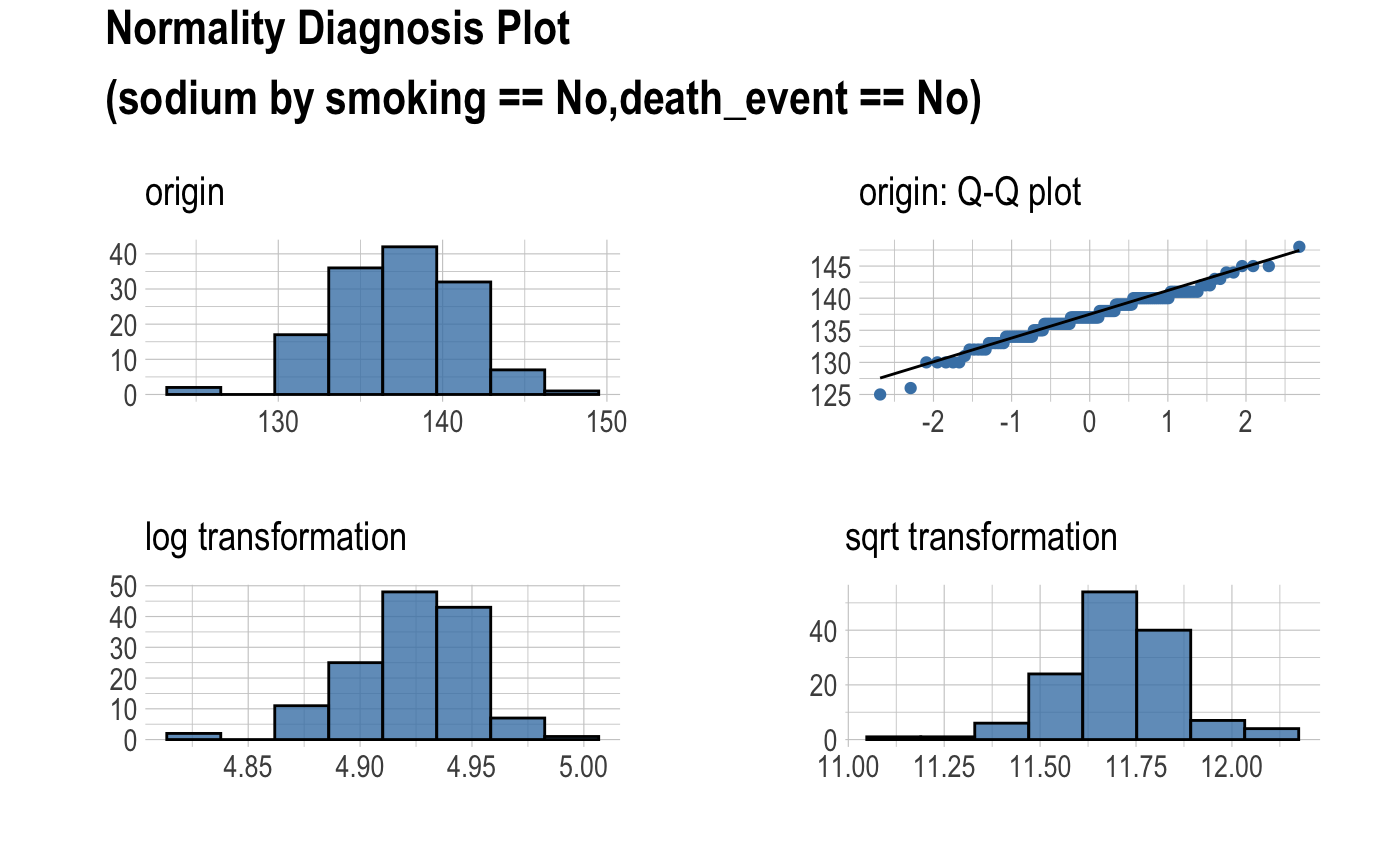 Normality Diagnosis Plot
(sodium by smoking == No,death_event == No)
origin
40
30
20
10
0
130 140 150
origin: Q-Q plot
145
140
135
130
125
-2 -1 0 1 2
log transformation
50
40
30
20
10
0
4.85 4.90 4.95 5.00
sqrt transformation
40
20
0
11.00 11.25 11.50 11.75 12.00